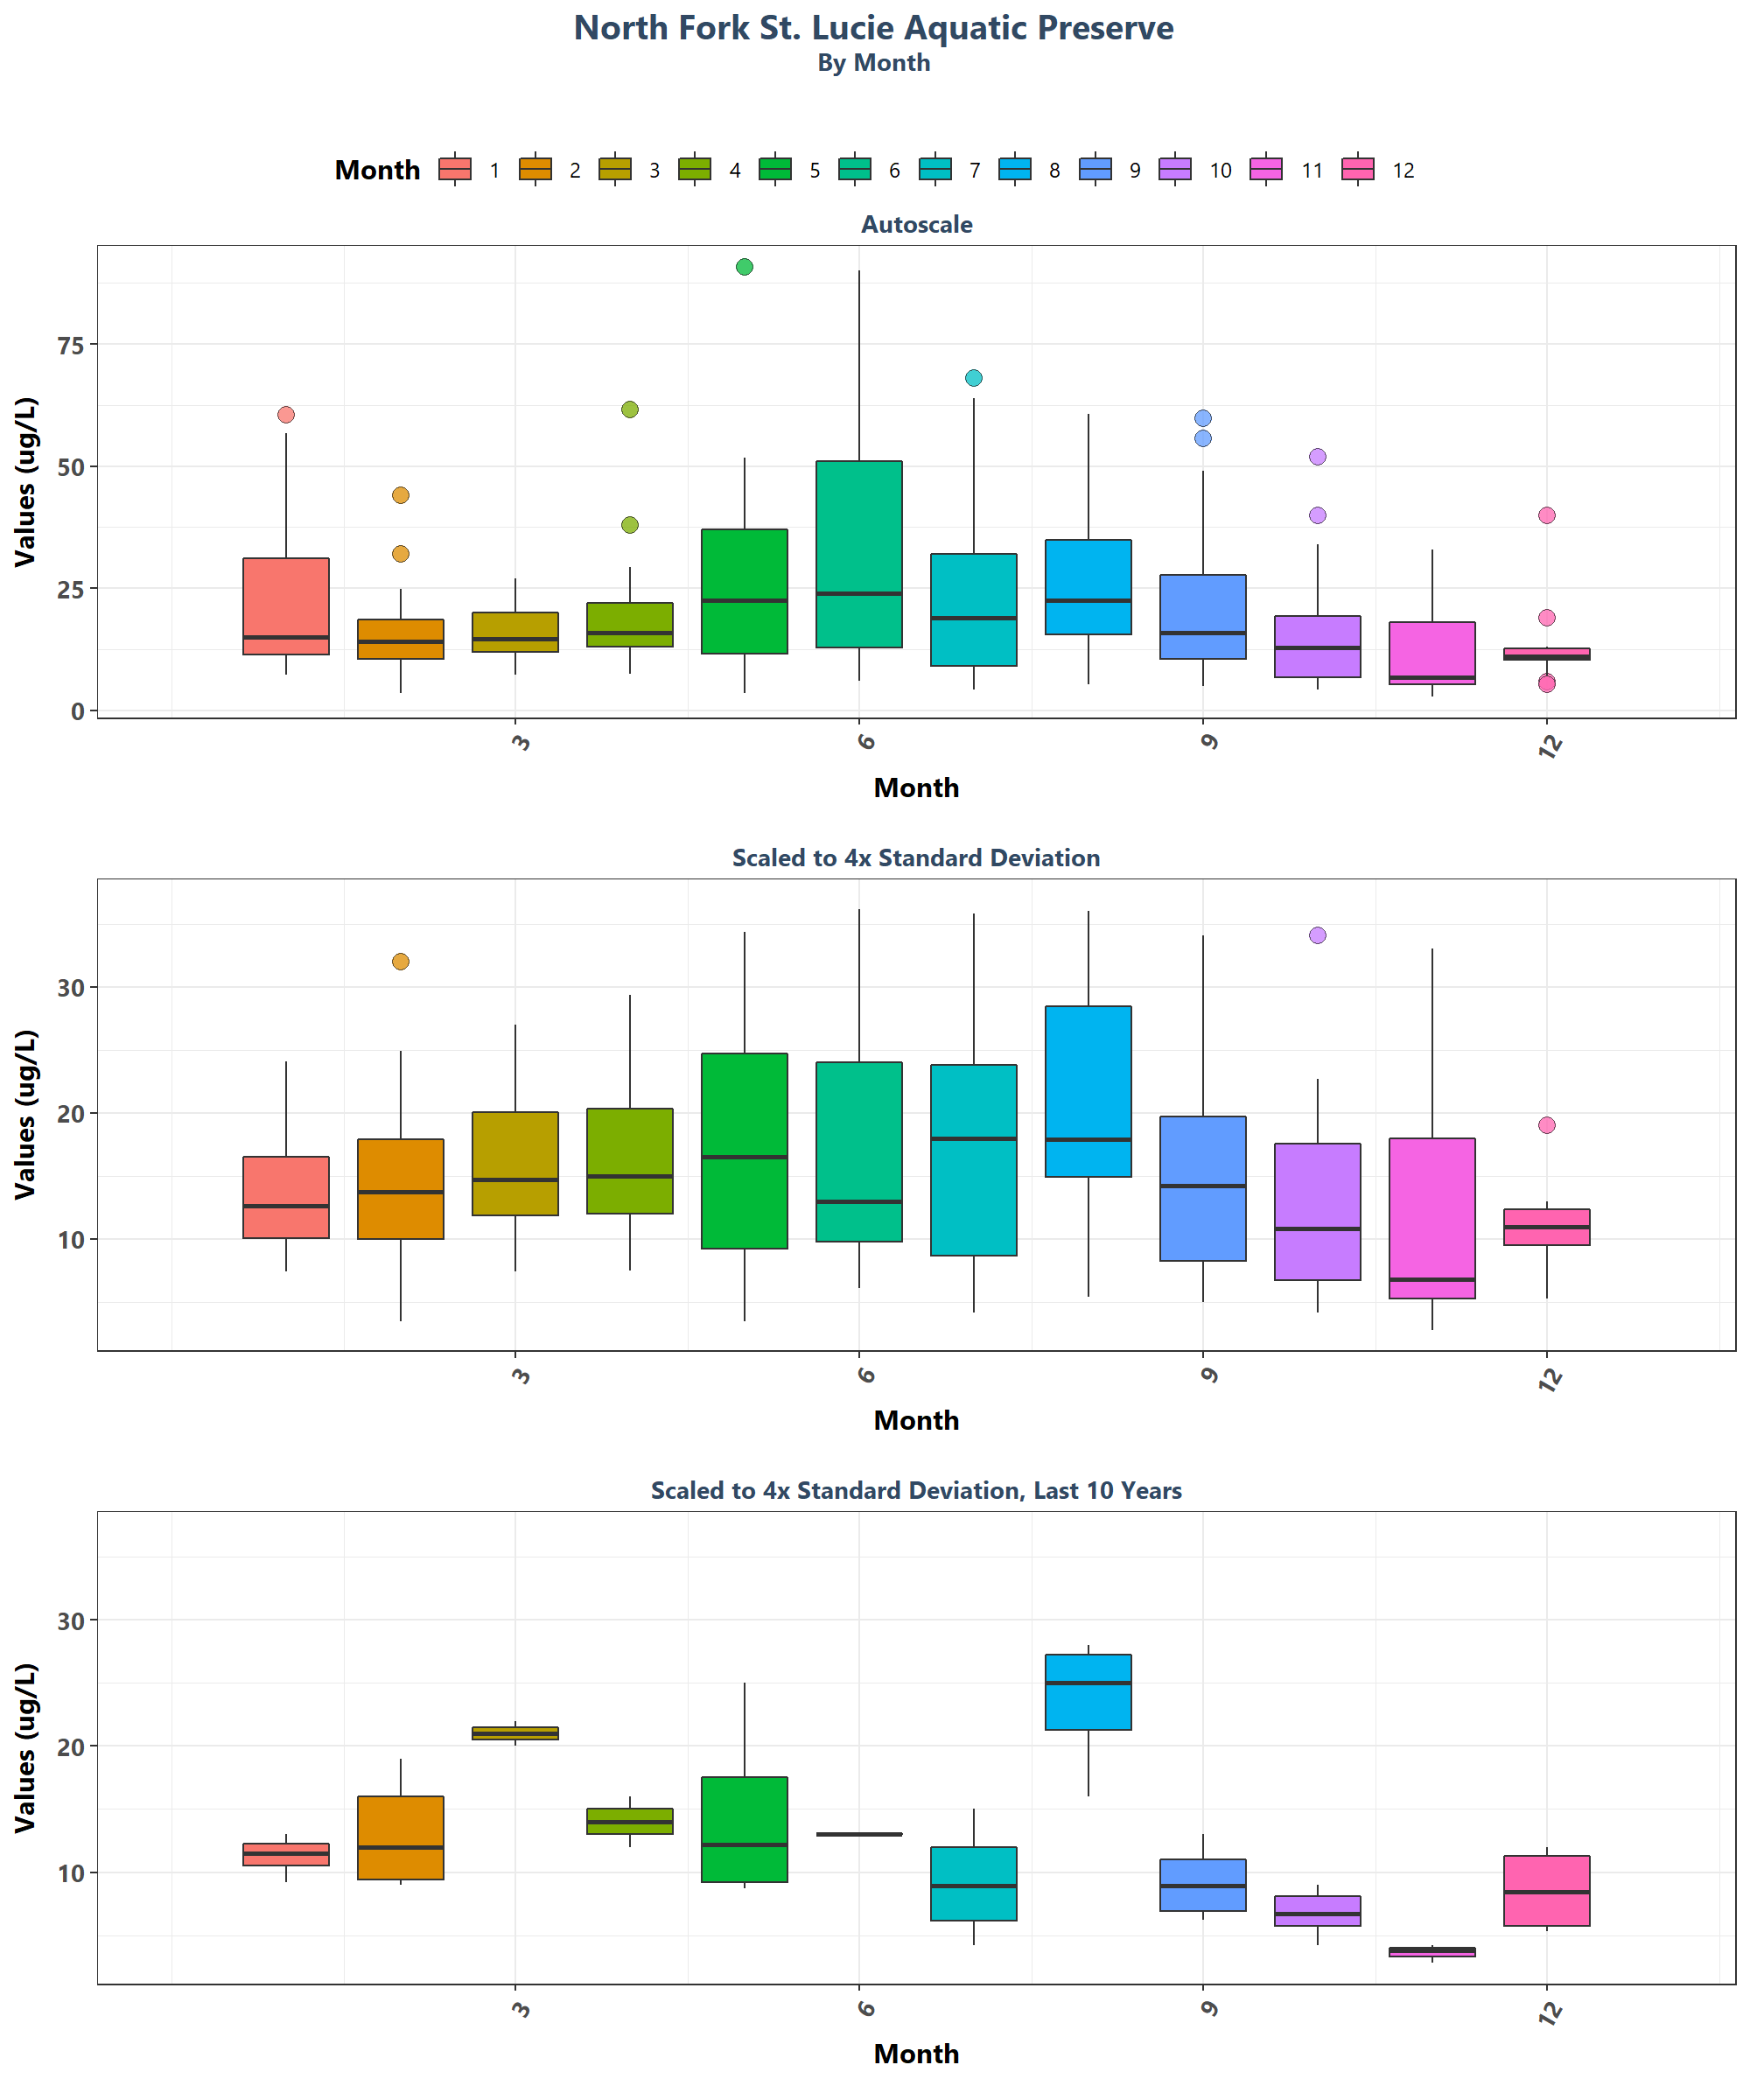 North Fork St. Lucie Aquatic Preserve
By Month
Month 1 2 3 4 5 6 7 8 9 10 11 12
Autoscale
Values (ug/L)
75
50
25
0
3 6 9 12
Month
Scaled to 4x Standard Deviation
Values (ug/L)
30
20
10
3 6 9 12
Month
Scaled to 4x Standard Deviation, Last 10 Years
Values (ug/L)
30
20
10
3 6 9 12
Month